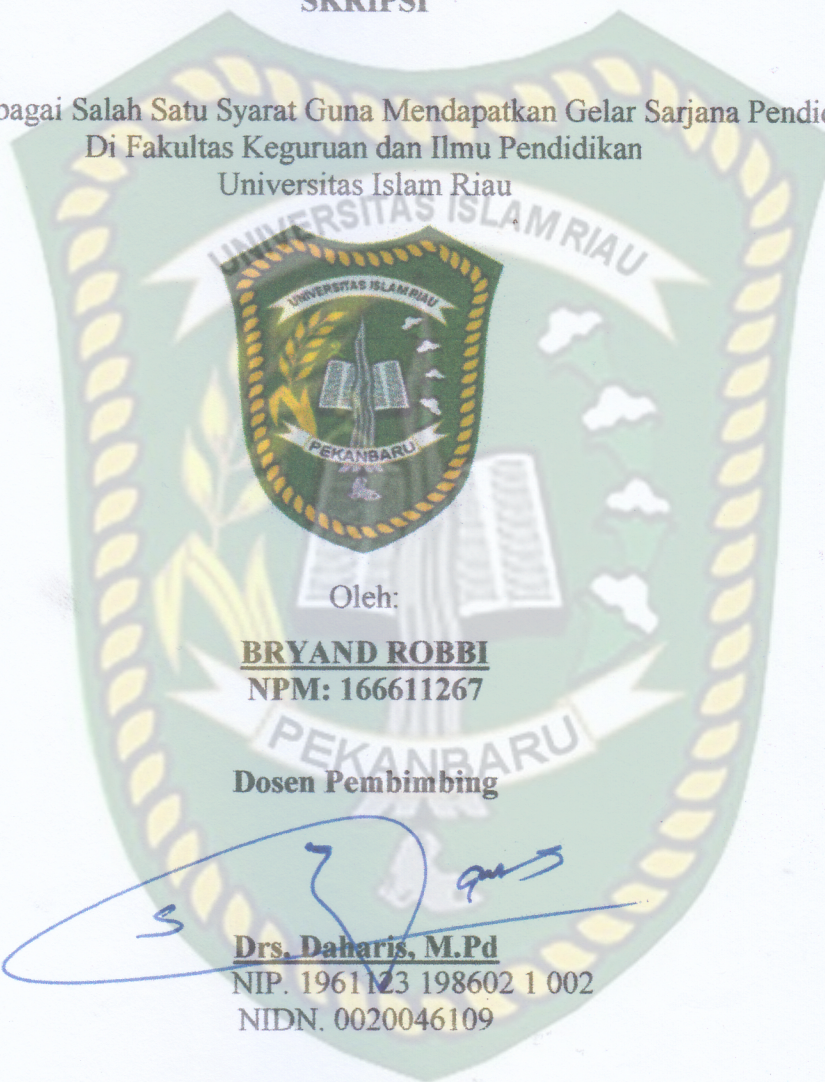 SKRIPSI
bagai Salah Satu Syarat Guna Mendapatkan Gelar Sarjana Pendid
Di Fakultas Keguruan dan Ilmu Pendidikan
Universitas Islam Riau
UNIVERSITAS ISLAM RIAU
UNIVERSITAS ISLAM RIAU
PEKANBARU
Oleh:
BRYAND ROBBI
NPM: 166611267
PEKANBARU
Dosen Pembimbing
Drs. Daharis, M.Pd
NIP. 1961123 198602 1 002
NIDN. 0020046109